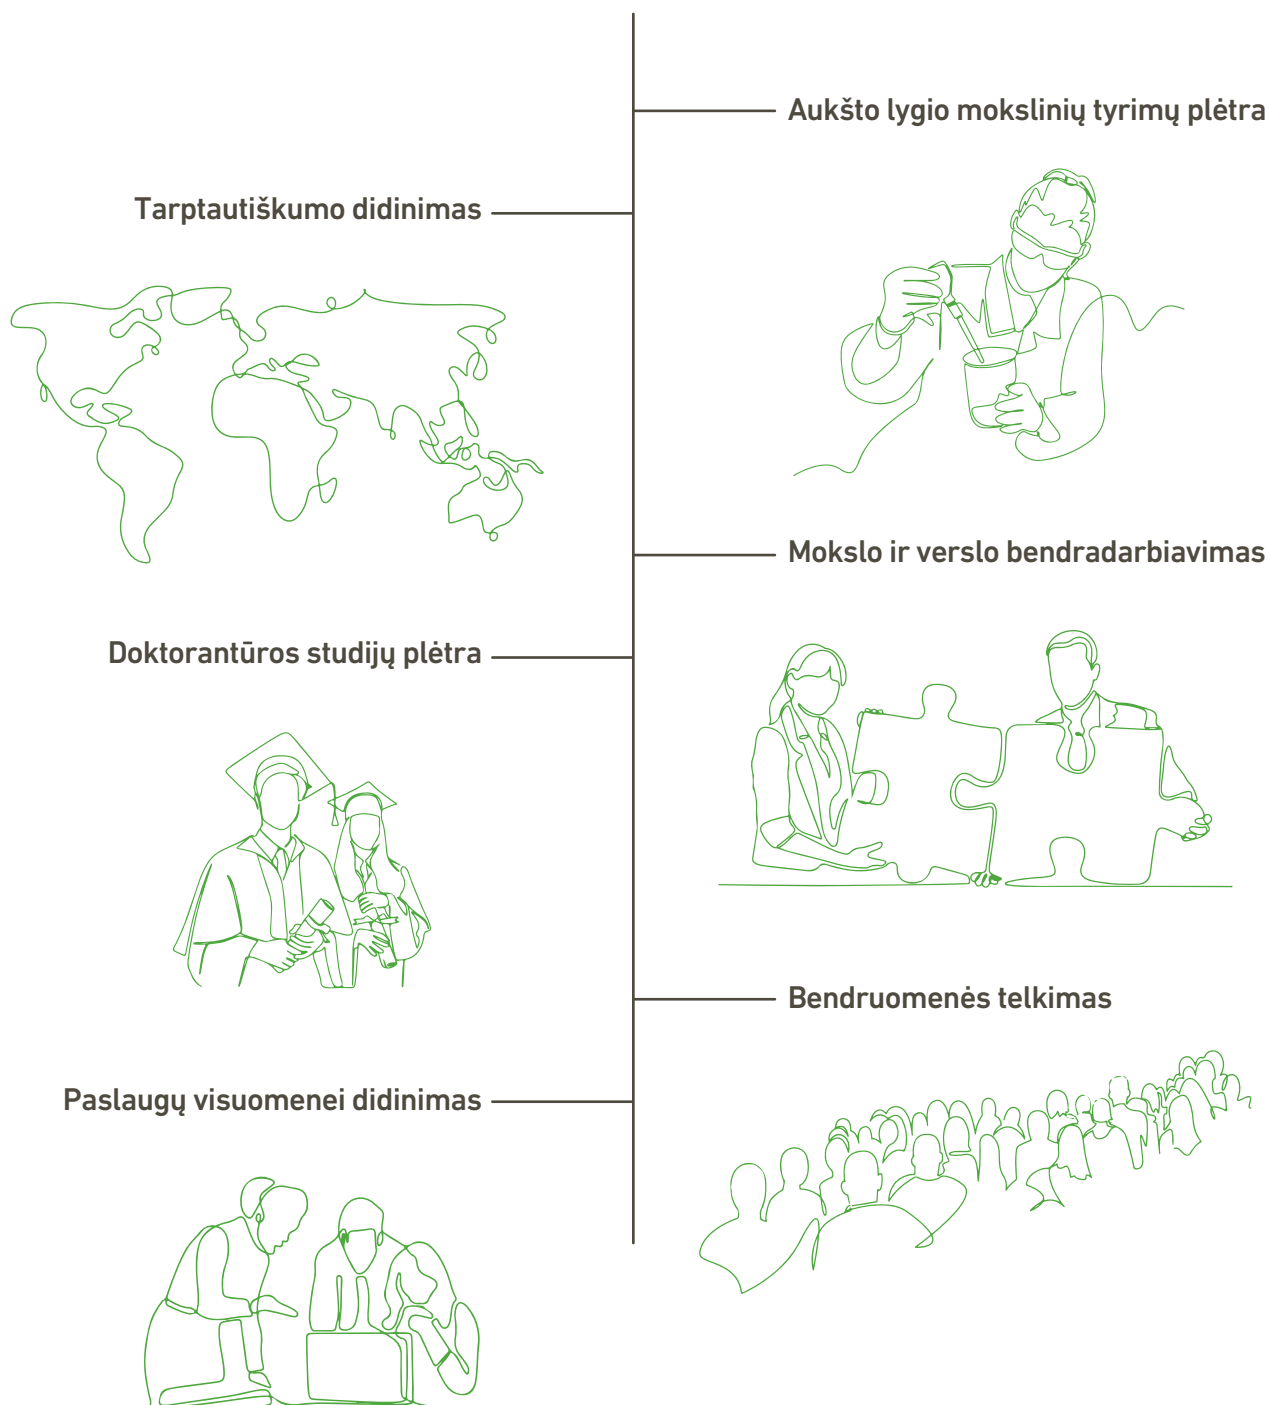 Aukšto lygio mokslinių tyrimų plėtra
Tarptautiškumo didinimas
Mokslo ir verslo bendradarbiavimas
Doktorantūros studijų plėtra
Bendruomenės telkimas
Paslaugų visuomenei didinimas